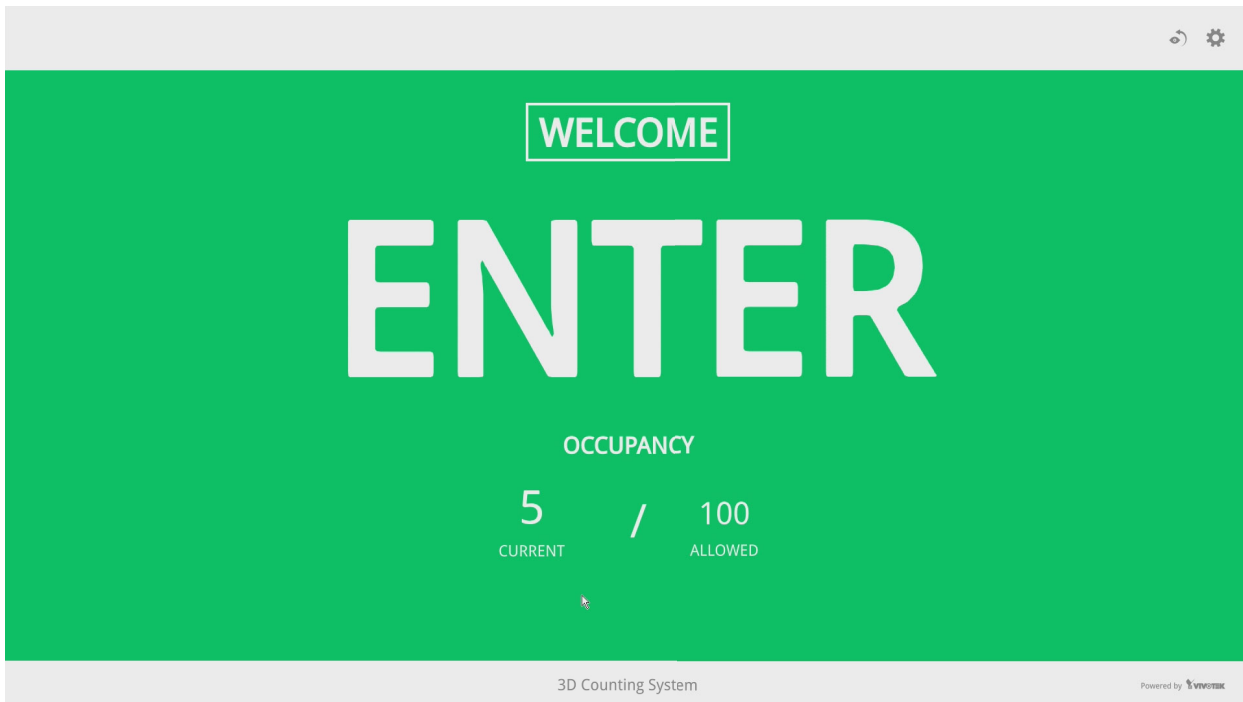 WELCOME
ENTER
OCCUPANCY
5 / 100
CURRENT ALLOWED
3D Counting System
Powered by VIVOTEK